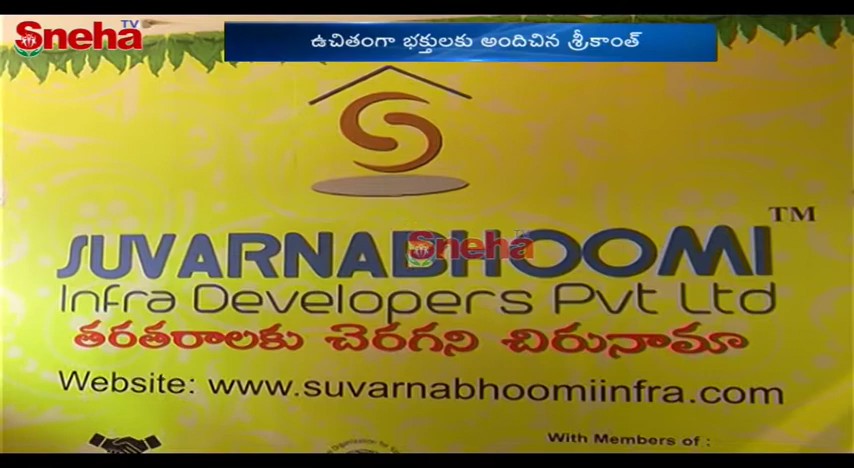 Sneha TV
ఉచితంగా భక్తులకు అందిచిన శ్రీకాంత్
SUVARNABHOOMI TM
Sneha TV
Infra Developers Pvt Ltd
తరతరాలకు చెరగని చిరునామా
Website: www.suvarnabhoomiinfra.com
With Members of :